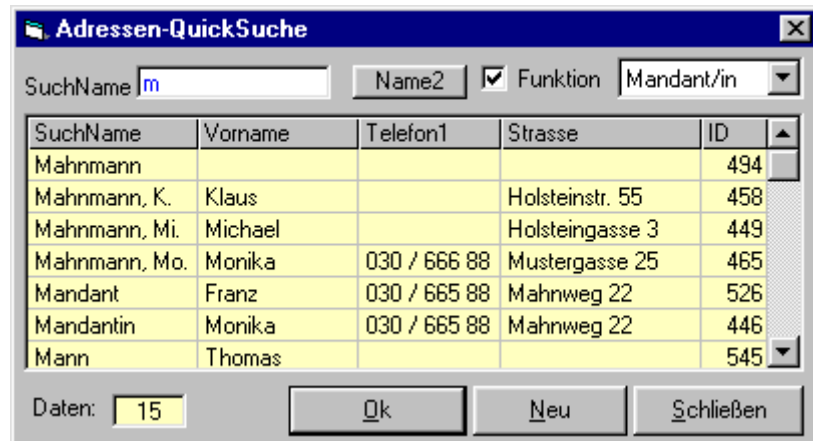 Adressen-QuickSuche
SuchName m Name2 Funktion Mandant/in
SuchName Vorname Telefon1 Strasse ID
Mahnmann 494
Mahnmann, K. Klaus Holsteinstr. 55 458
Mahnmann, Mi. Michael Holsteingasse 3 449
Mahnmann, Mo. Monika 030 / 666 88 Mustergasse 25 465
Mandant Franz 030 / 665 88 Mahnweg 22 526
Mandantin Monika 030 / 665 88 Mahnweg 22 446
Mann Thomas 545
Daten: 15 Ok Neu Schließen